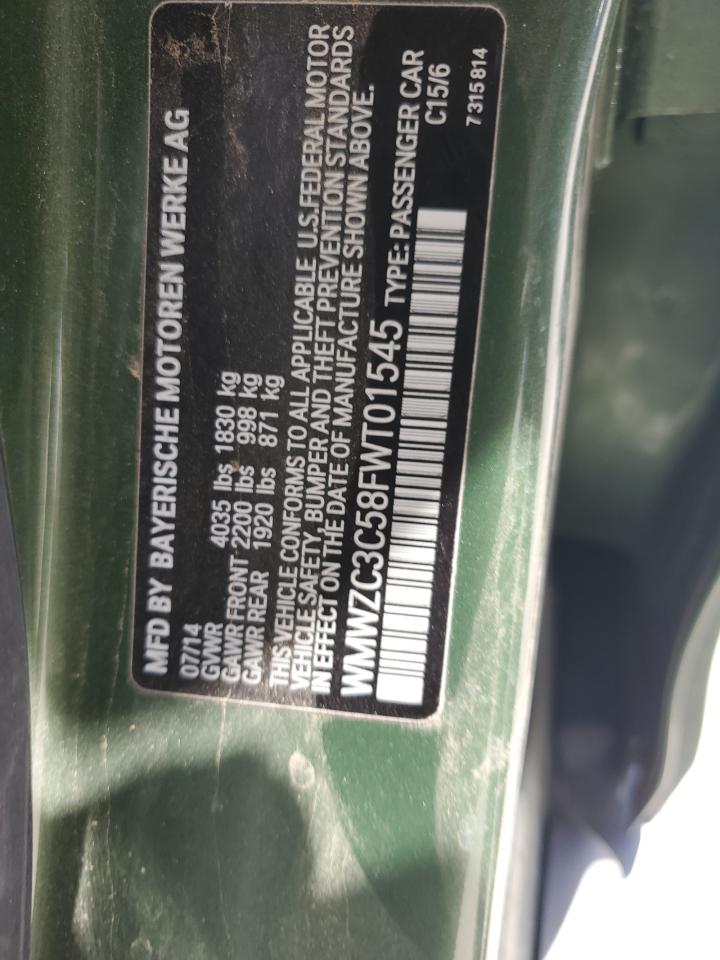 MFD BY BAYERISCHE MOTOREN WERKE AG
07/14
GVWR 4035 lbs 1830 kg
GAWR FRONT 2200 lbs 998 kg
GAWR REAR 1920 lbs 871 kg
THIS VEHICLE CONFORMS TO ALL APPLICABLE U.S.FEDERAL MOTOR
VEHICLE SAFETY, BUMPER AND THEFT PREVENTION STANDARDS
IN EFFECT ON THE DATE OF MANUFACTURE SHOWN ABOVE.
WMWZC3C58FWT01545 TYPE: PASSENGER CAR
C15/6
7 315 814